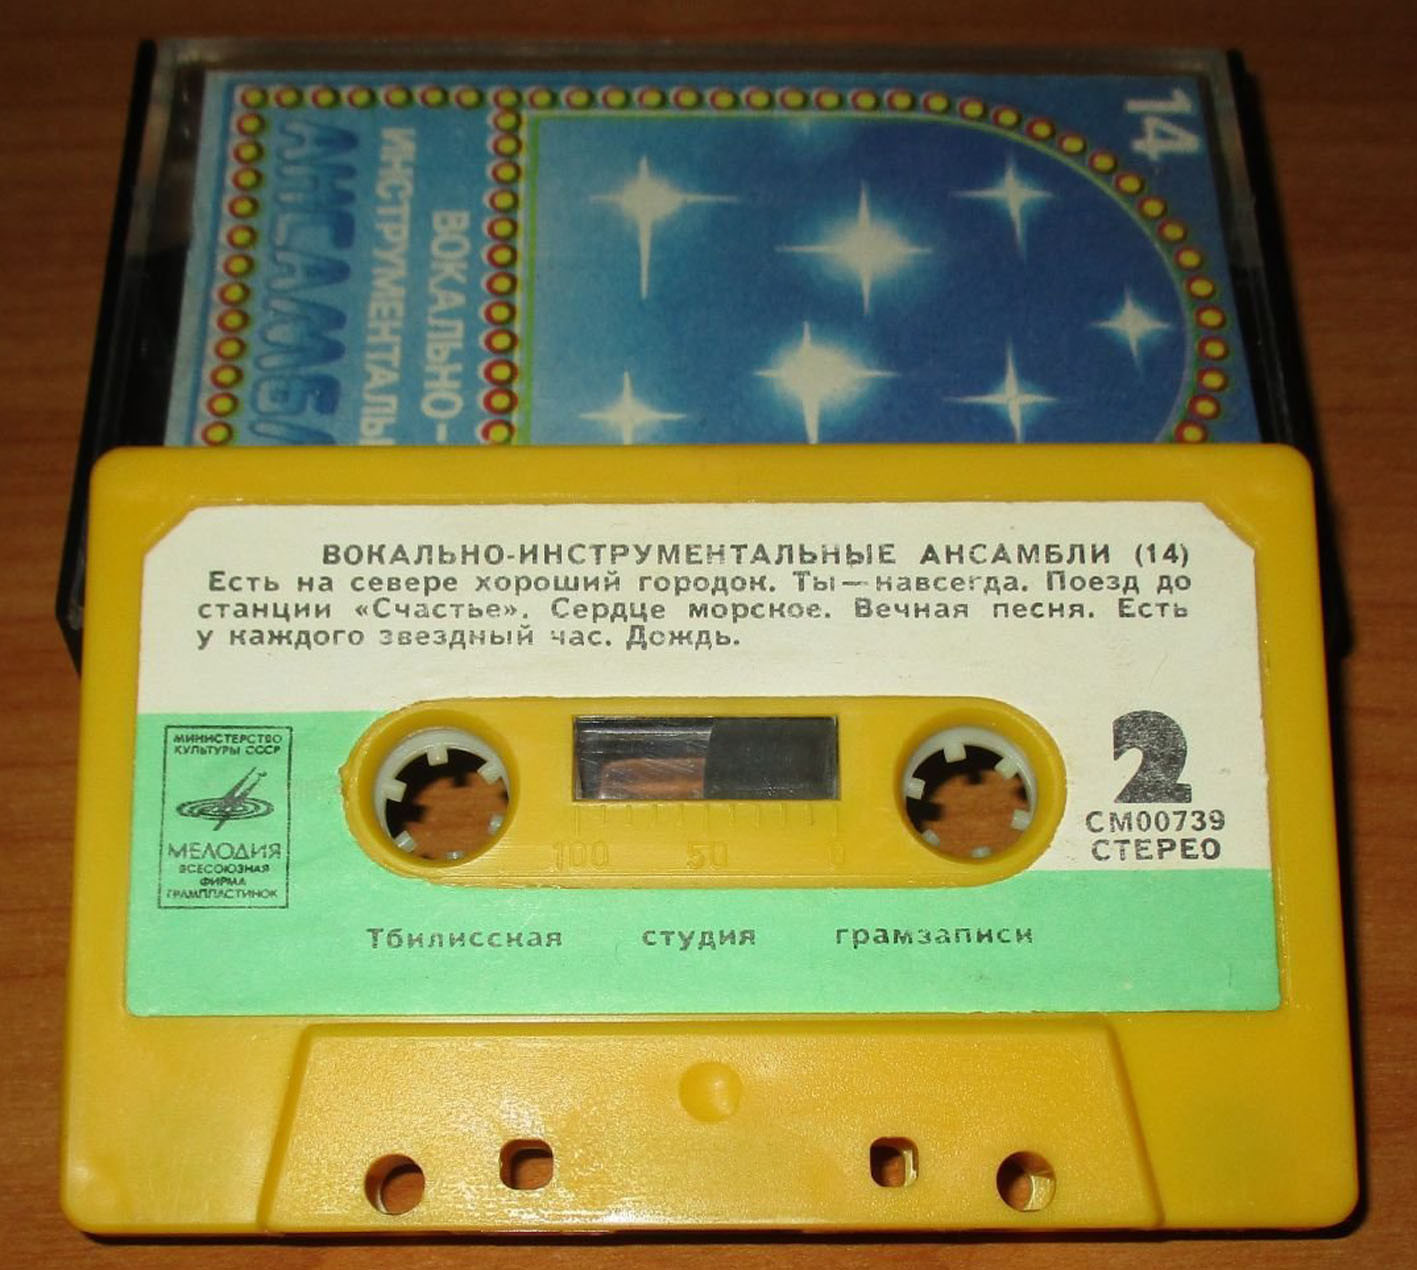 14
ВОКАЛЬНО-
ИНСТРУМЕНТАЛЬ
АНСАМБЛ
ВОКАЛЬНО-ИНСТРУМЕНТАЛЬНЫЕ АНСАМБЛИ (14)
Есть на севере хороший городок. Ты—навсегда. Поезд до
станции «Счастье». Сердце морское. Вечная песня. Есть
у каждого звездный час. Дождь.
МИНИСТЕРСТВО
КУЛЬТУРЫ СССР
МЕЛОДИЯ
ВСЕСОЮЗНАЯ
ФИРМА
ГРАМПЛАСТИНОК
100 50 0
2
СМ00739
СТЕРЕО
Тбилисская студия грамзаписи